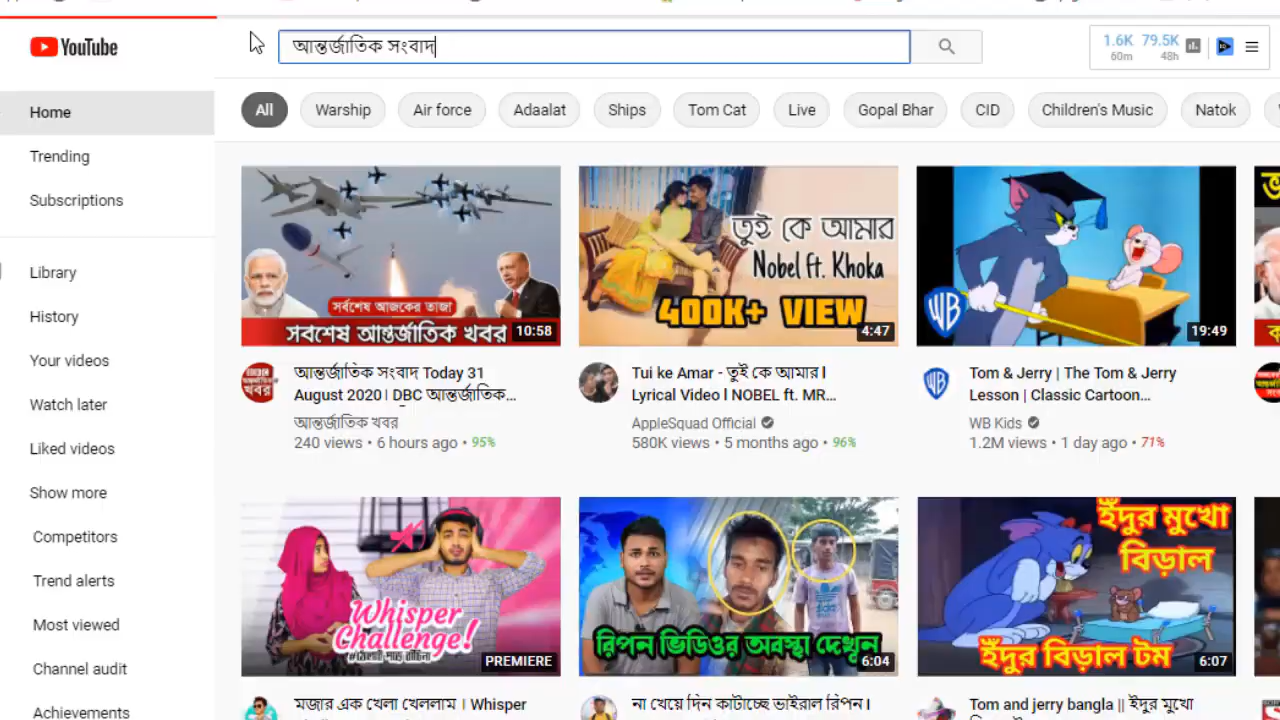 YouTube
আন্তর্জাতিক সংবাদ
1.6K 79.5K
60m 48h
Home
Trending
Subscriptions
Library
History
Your videos
Watch later
Liked videos
Show more
Competitors
Trend alerts
Most viewed
Channel audit
Achievements
All Warship Air force Adaalat Ships Tom Cat Live Gopal Bhar CID Children's Music Natok
সর্বশেষ আজকের তাজা
সবশেষ আন্তর্জাতিক খবর
10:58
আন্তর্জাতিক সংবাদ Today 31
August 2020। DBC আন্তর্জাতিক...
আন্তর্জাতিক খবর
240 views • 6 hours ago • 95%
তুই কে আমার
Nobel ft. Khoka
400K+ VIEW
4:47
Tui ke Amar - তুই কে আমার l
Lyrical Video l NOBEL ft. MR...
AppleSquad Official
580K views • 5 months ago • 96%
WB
19:49
Tom & Jerry | The Tom & Jerry
Lesson | Classic Cartoon...
WB Kids
1.2M views • 1 day ago • 71%
Whisper
Challenge!
PREMIERE
মজার এক খেলা খেললাম । Whisper
রিপন ভিডিওর অবস্থা দেখুন
6:04
না খেয়ে দিন কাটাচ্ছে ভাইরাল রিপন l
ইঁদুর মুখো
বিড়াল
ইঁদুর বিড়াল টম
6:07
Tom and jerry bangla || ইঁদুর মুখো